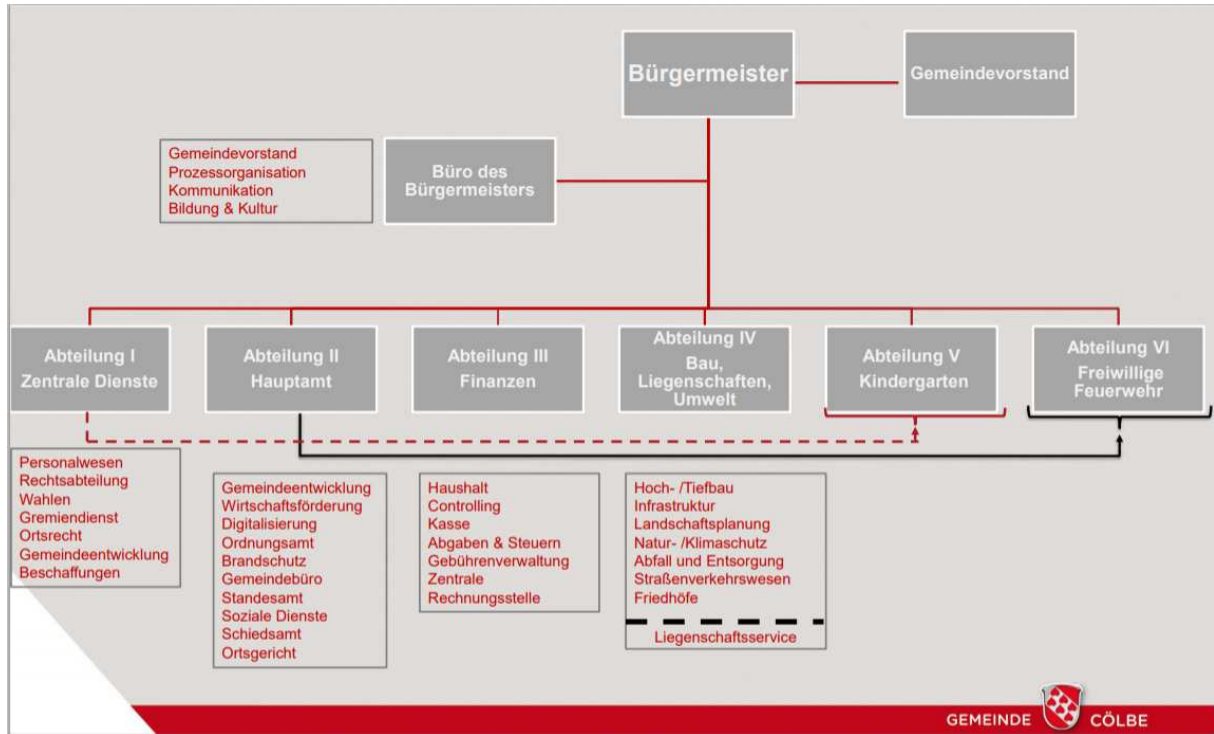 Bürgermeister
Gemeindevorstand
Gemeindevorstand
Prozessorganisation
Kommunikation
Bildung & Kultur
Büro des
Bürgermeisters
Abteilung I
Zentrale Dienste
Abteilung II
Hauptamt
Abteilung III
Finanzen
Abteilung IV
Bau,
Liegenschaften,
Umwelt
Abteilung V
Kindergarten
Abteilung VI
Freiwillige
Feuerwehr
Personalwesen
Rechtsabteilung
Wahlen
Gremiendienst
Ortsrecht
Gemeindeentwicklung
Beschaffungen
Gemeindeentwicklung
Wirtschaftsförderung
Digitalisierung
Ordnungsamt
Brandschutz
Gemeindebüro
Standesamt
Soziale Dienste
Schiedsamt
Ortsgericht
Haushalt
Controlling
Kasse
Abgaben & Steuern
Gebührenverwaltung
Zentrale
Rechnungsstelle
Hoch- /Tiefbau
Infrastruktur
Landschaftsplanung
Natur- /Klimaschutz
Abfall und Entsorgung
Straßenverkehrswesen
Friedhöfe
Liegenschaftsservice
GEMEINDE CÖLBE